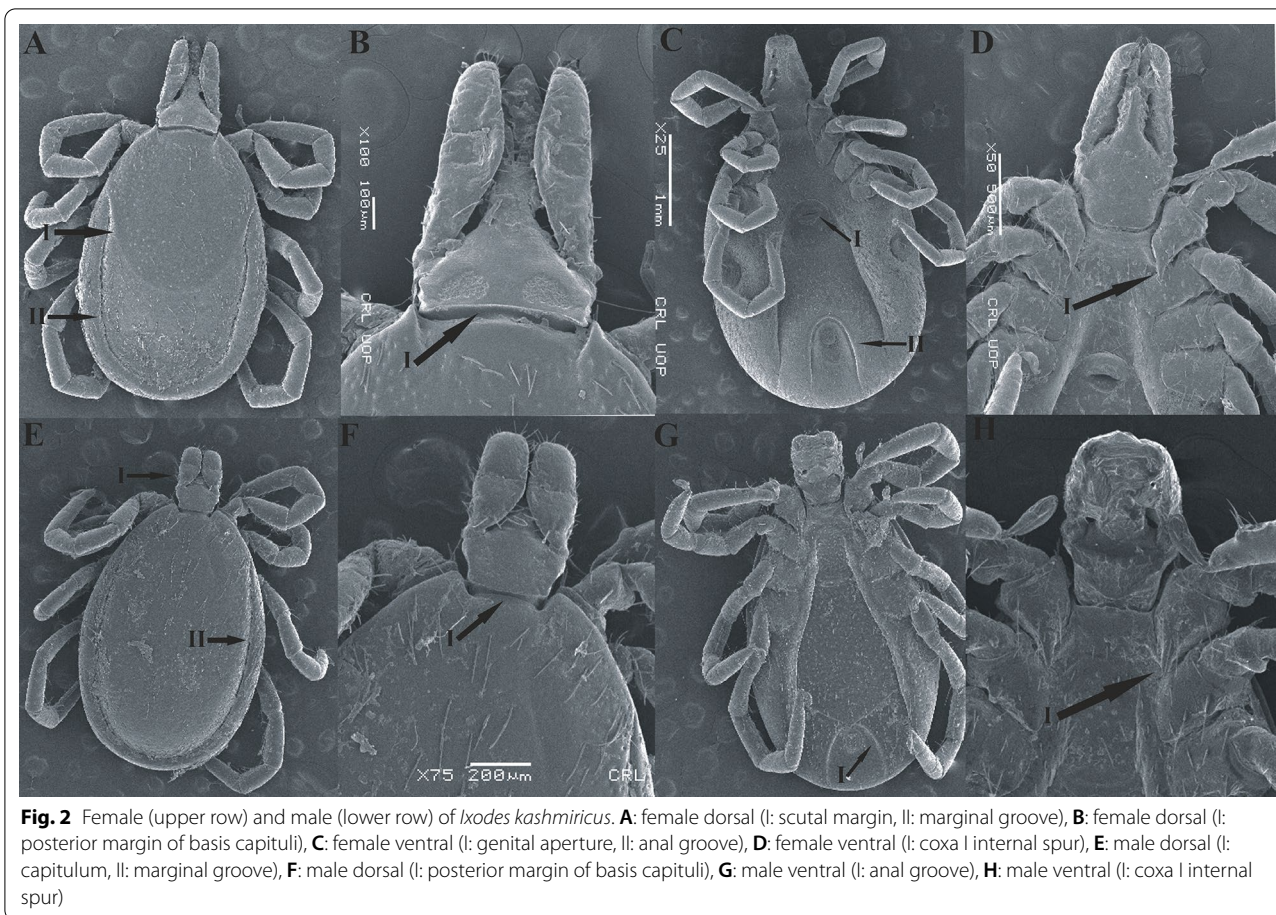 A
B
C
D
I
II
X100 100µm
CRL UOP
I
X25 1mm
CRL UOP
I
II
X50 500µm
CRL UOP
I
E
F
G
H
I
II
I
X75 200µm CRL
I
I
Fig. 2 Female (upper row) and male (lower row) of Ixodes kashmiricus. A: female dorsal (I: scutal margin, II: marginal groove), B: female dorsal (I:
posterior margin of basis capituli), C: female ventral (I: genital aperture, II: anal groove), D: female ventral (I: coxa I internal spur), E: male dorsal (I:
capitulum, II: marginal groove), F: male dorsal (I: posterior margin of basis capituli), G: male ventral (I: anal groove), H: male ventral (I: coxa I internal
spur)